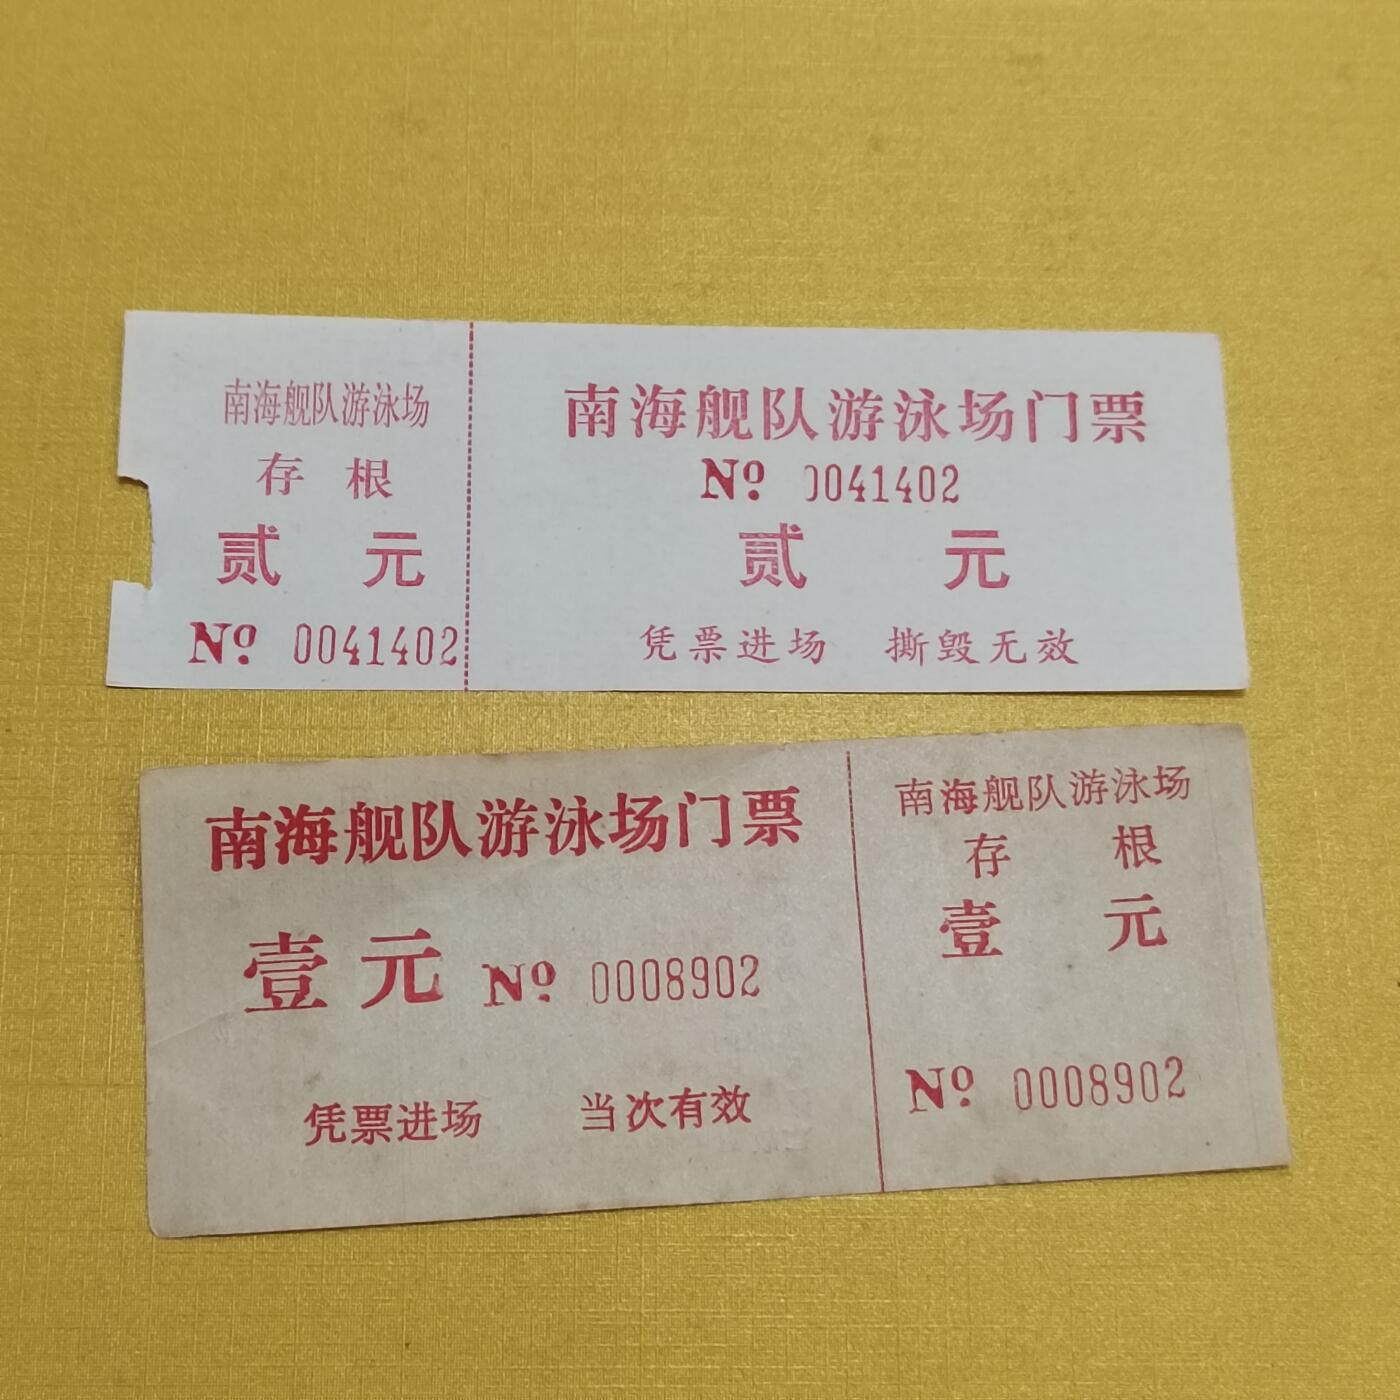 南海舰队游泳场
存 根
贰 元
Nº 0041402
南海舰队游泳场门票
Nº 0041402
贰 元
凭票进场 撕毁无效
南海舰队游泳场门票
壹元 Nº 0008902
凭票进场 当次有效
南海舰队游泳场
存 根
壹 元
Nº 0008902